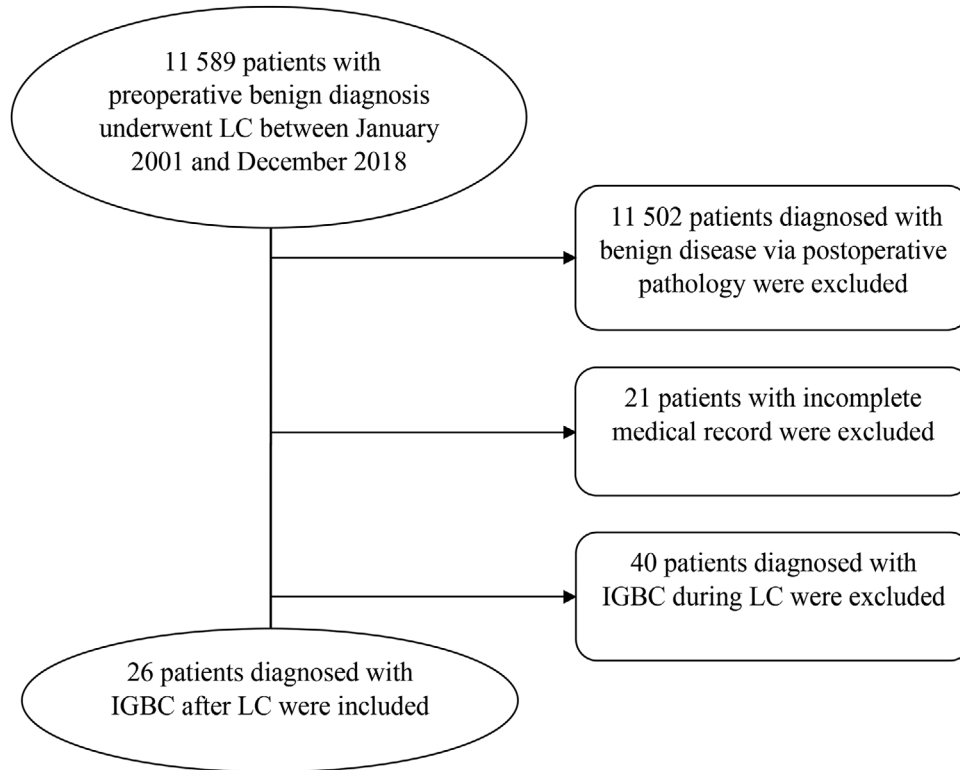 11 589 patients with
preoperative benign diagnosis
underwent LC between January
2001 and December 2018
11 502 patients diagnosed with
benign disease via postoperative
pathology were excluded
21 patients with incomplete
medical record were excluded
40 patients diagnosed with
IGBC during LC were excluded
26 patients diagnosed with
IGBC after LC were included